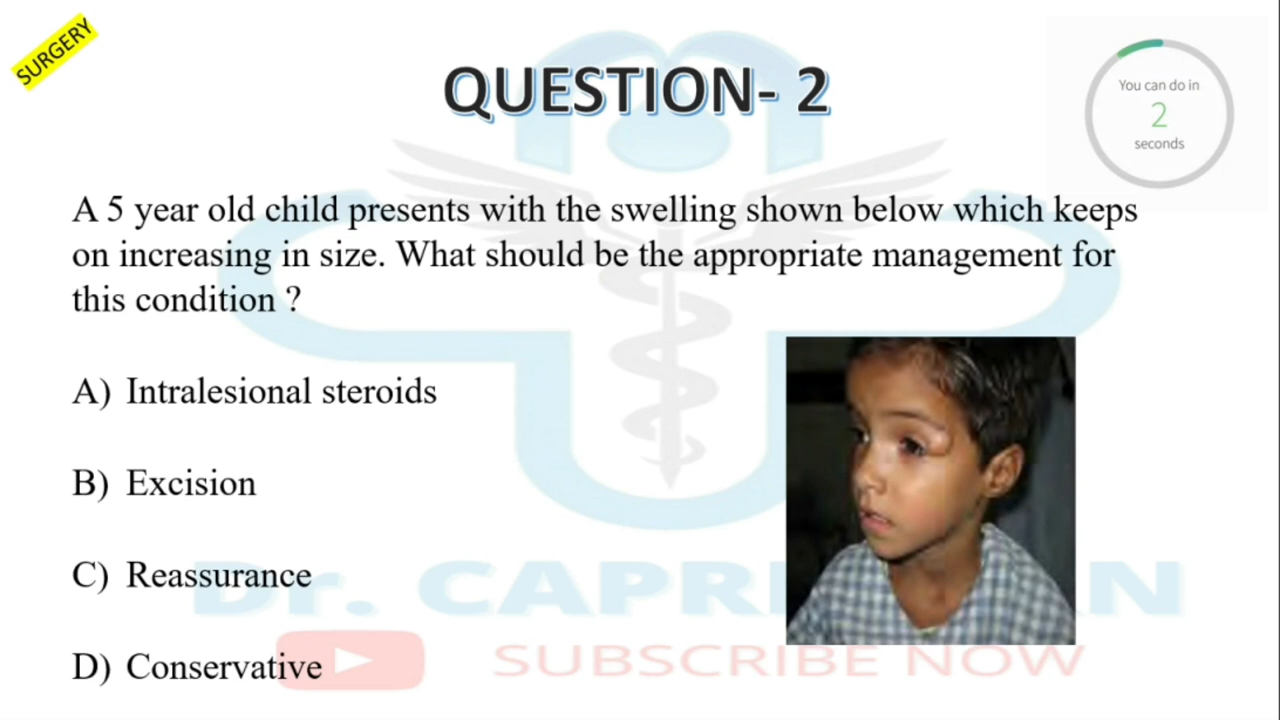 SURGERY
QUESTION- 2
You can do in
2
seconds
A 5 year old child presents with the swelling shown below which keeps
on increasing in size. What should be the appropriate management for
this condition ?
A) Intralesional steroids
B) Excision
C) Reassurance
Dr. CAPRI N
D) Conservative
SUBSCRIBE NOW